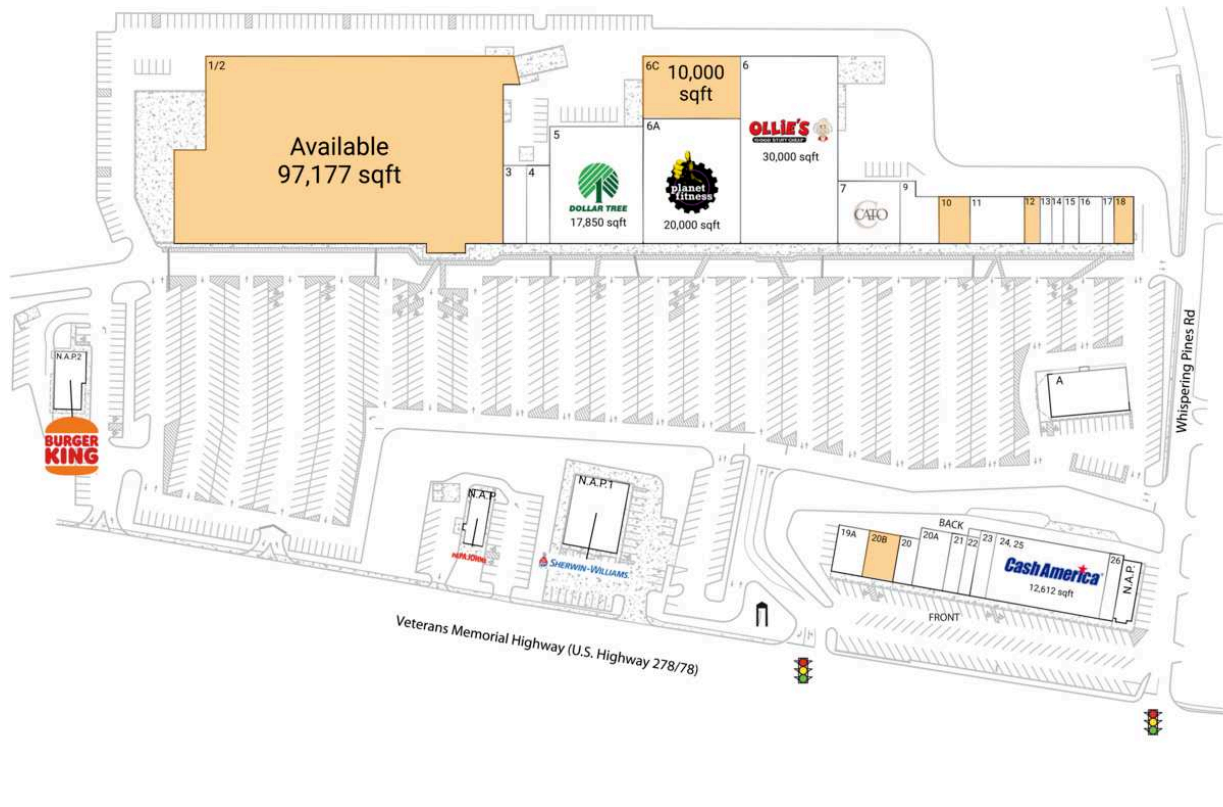 1/2
Available
97,177 sqft
3
4
5
DOLLAR TREE
17,850 sqft
6C
10,000
sqft
6A
planet
fitness
20,000 sqft
6
OLLIE'S
GOOD STUFF CHEAP
30,000 sqft
7
CATO
9
10
11
12
13
14
15
16
17
18
Whispering Pines Rd
A
N.A.P.2
BURGER
KING
N.A.P.
PAPA JOHNS
N.A.P.1
SHERWIN-WILLIAMS.
BACK
19A
20B
20
20A
21
22
23
24, 25
CashAmerica
12,612 sqft
26
N.A.P.
FRONT
Veterans Memorial Highway (U.S. Highway 278/78)